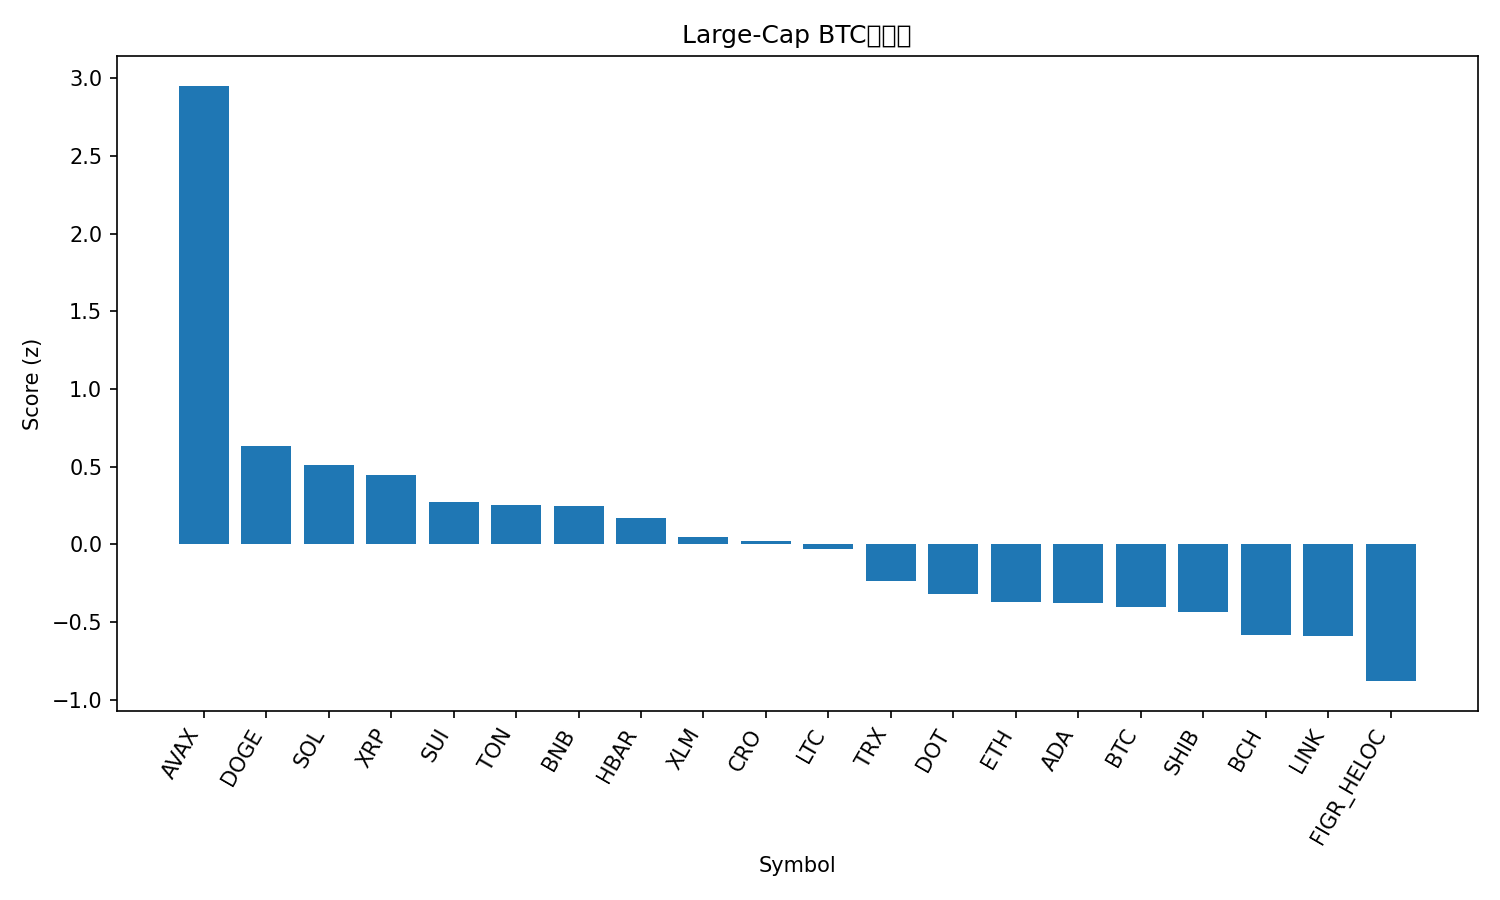 Large-Cap BTC
Score (z)
3.0
2.5
2.0
1.5
1.0
0.5
0.0
−0.5
−1.0
AVAX
DOGE
SOL
XRP
SUI
TON
BNB
HBAR
XLM
CRO
LTC
TRX
DOT
ETH
ADA
BTC
SHIB
BCH
LINK
FIGR_HELOC
Symbol